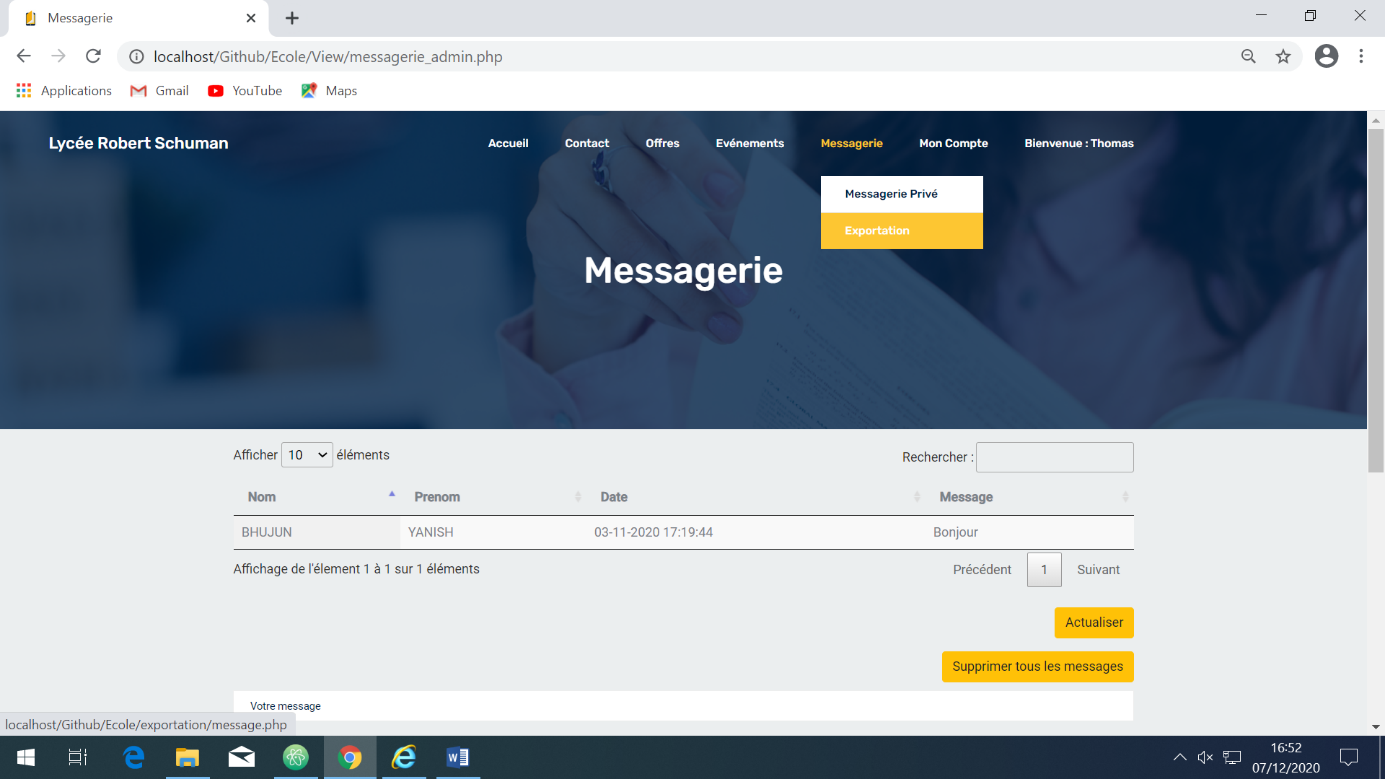 Messagerie
localhost/Github/Ecole/View/messagerie_admin.php
Applications Gmail YouTube Maps
Lycée Robert Schuman Accueil Contact Offres Evénements Messagerie Mon Compte Bienvenue : Thomas
Messagerie Privé
Exportation
Messagerie
Afficher 10 éléments Rechercher :
Nom Prenom Date Message
BHUJUN YANISH 03-11-2020 17:19:44 Bonjour
Affichage de l'élement 1 à 1 sur 1 éléments Précédent 1 Suivant
Actualiser
Supprimer tous les messages
Votre message
localhost/Github/Ecole/exportation/message.php
16:52
07/12/2020